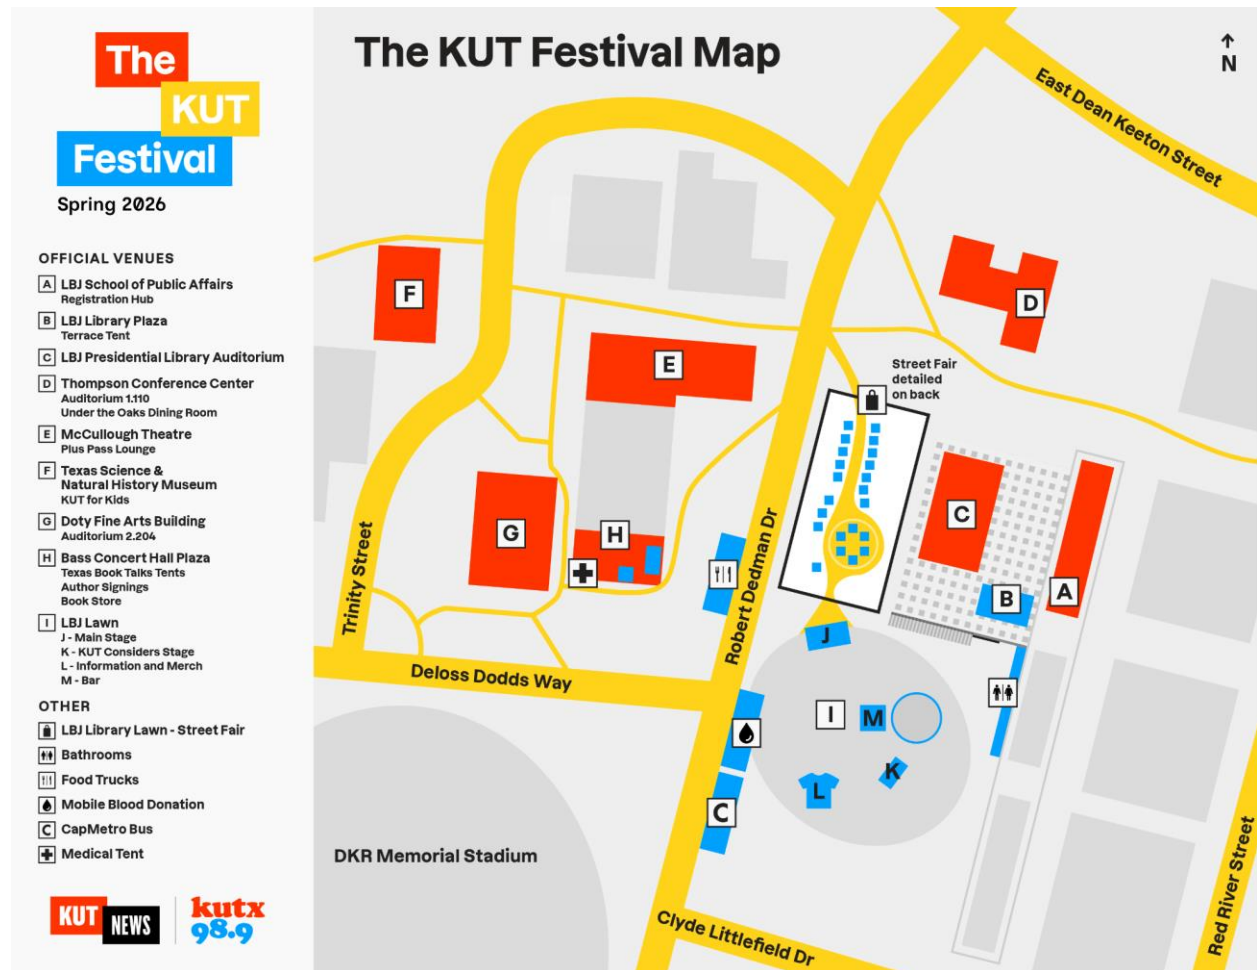 The
KUT
Festival
Spring 2026
OFFICIAL VENUES
A LBJ School of Public Affairs
Registration Hub
B LBJ Library Plaza
Terrace Tent
C LBJ Presidential Library Auditorium
D Thompson Conference Center
Auditorium 1.110
Under the Oaks Dining Room
E McCullough Theatre
Plus Pass Lounge
F Texas Science &
Natural History Museum
KUT for Kids
G Doty Fine Arts Building
Auditorium 2.204
H Bass Concert Hall Plaza
Texas Book Talks Tents
Author Signings
Book Store
I LBJ Lawn
J - Main Stage
K - KUT Considers Stage
L - Information and Merch
M - Bar
OTHER
LBJ Library Lawn - Street Fair
Bathrooms
Food Trucks
Mobile Blood Donation
C CapMetro Bus
Medical Tent
KUT NEWS
kutx
98.9
The KUT Festival Map
↑
N
East Dean Keeton Street
F
D
E
Street Fair
detailed
on back
C
G
H
A
B
Trinity Street
Robert Dedman Dr
J
Deloss Dodds Way
I
M
K
L
C
DKR Memorial Stadium
Clyde Littlefield Dr
Red River Street